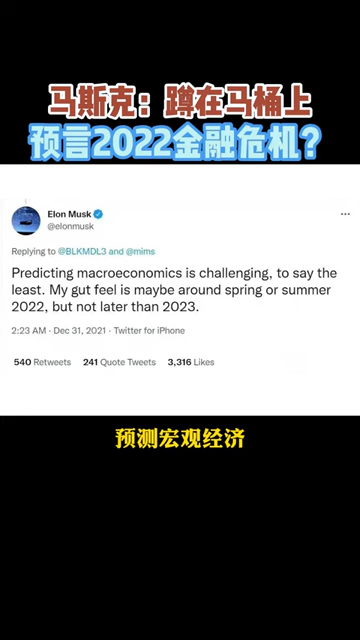 马斯克：蹲在马桶上
预言2022金融危机？
Elon Musk
@elonmusk
Replying to @BLKMDL3 and @mims
Predicting macroeconomics is challenging, to say the
least. My gut feel is maybe around spring or summer
2022, but not later than 2023.
2:23 AM · Dec 31, 2021 · Twitter for iPhone
540 Retweets 241 Quote Tweets 3,316 Likes
预测宏观经济